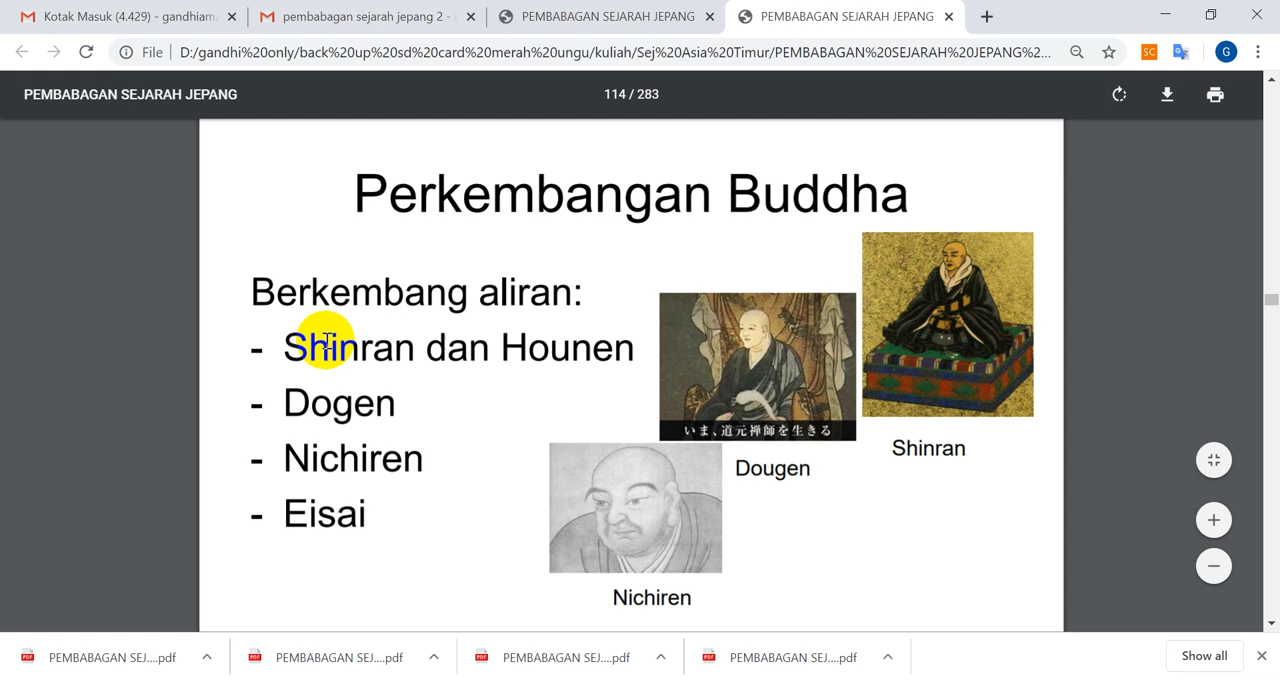 Kotak Masuk (4.429) - gandhiam
pembabagan sejarah jepang 2 -
PEMBABAGAN SEJARAH JEPANG
PEMBABAGAN SEJARAH JEPANG
File
D:/gandhi%20only/back%20up%20sd%20card%20merah%20ungu/kuliah/Sej%20Asia%20Timur/PEMBABAGAN%20SEJARAH%20JEPANG%2...
SC
G
PEMBABAGAN SEJARAH JEPANG
114 / 283
Perkembangan Buddha
Berkembang aliran:
- Shinran dan Hounen
- Dogen
- Nichiren
- Eisai
いま、道元禅師を生きる
Shinran
Dougen
Nichiren
PEMBABAGAN SEJ....pdf
PEMBABAGAN SEJ....pdf
PEMBABAGAN SEJ....pdf
PEMBABAGAN SEJ....pdf
Show all